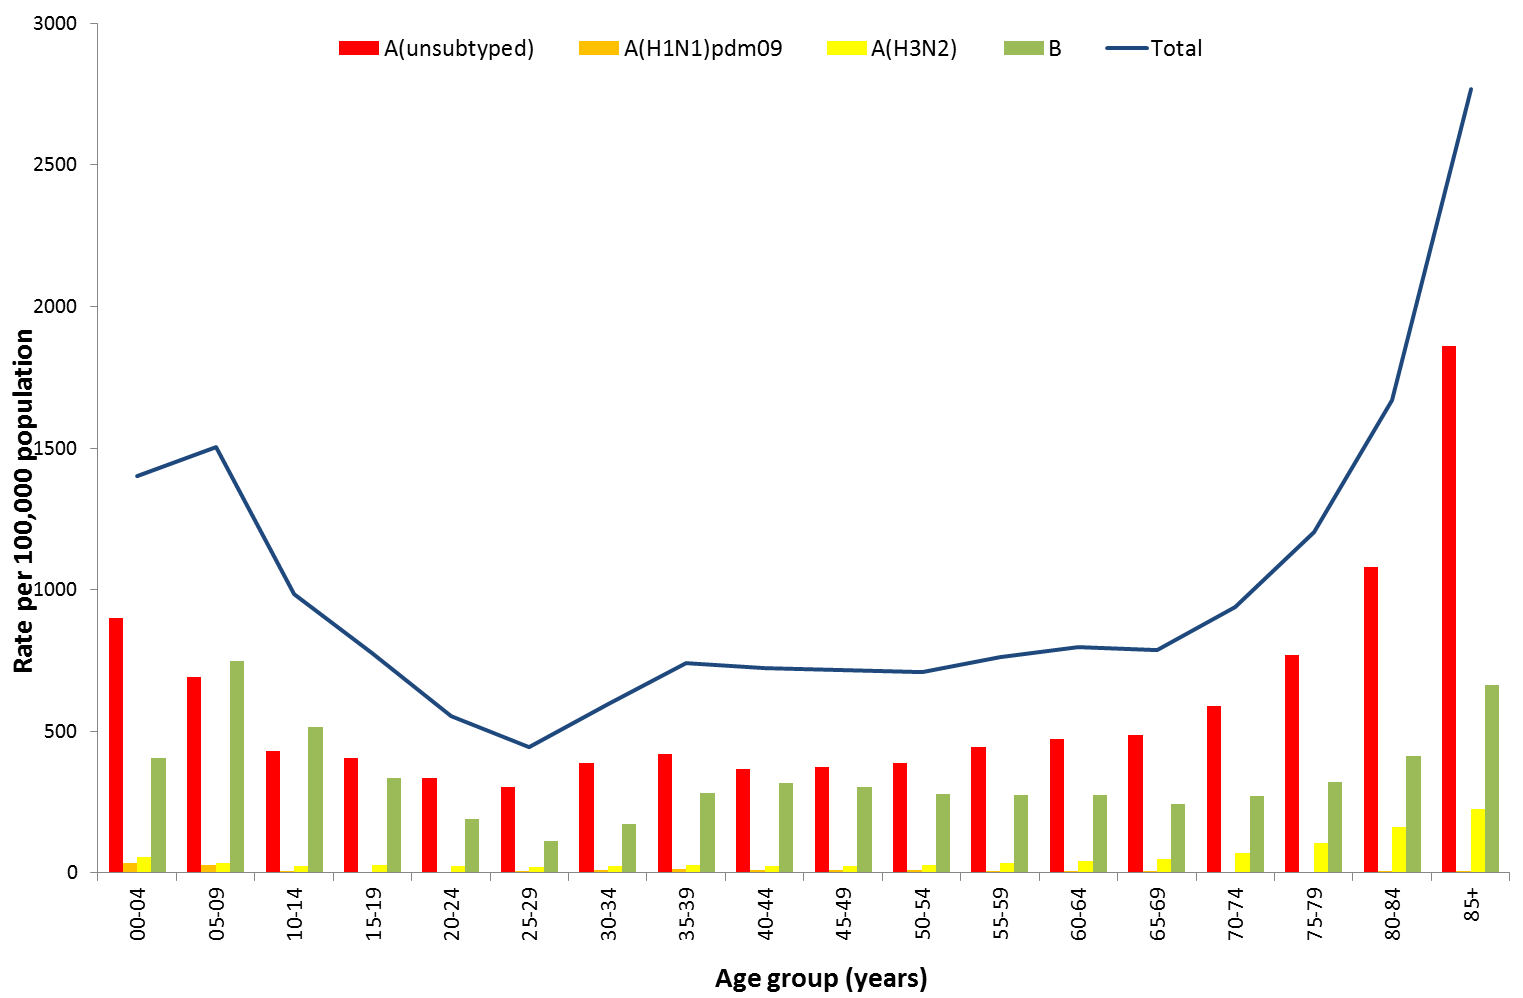 3000
A(unsubtyped) A(H1N1)pdm09 A(H3N2) B Total
2500
2000
1500
1000
500
0
Rate per 100,000 population
00-04 05-09 10-14 15-19 20-24 25-29 30-34 35-39 40-44 45-49 50-54 55-59 60-64 65-69 70-74 75-79 80-84 85+
Age group (years)